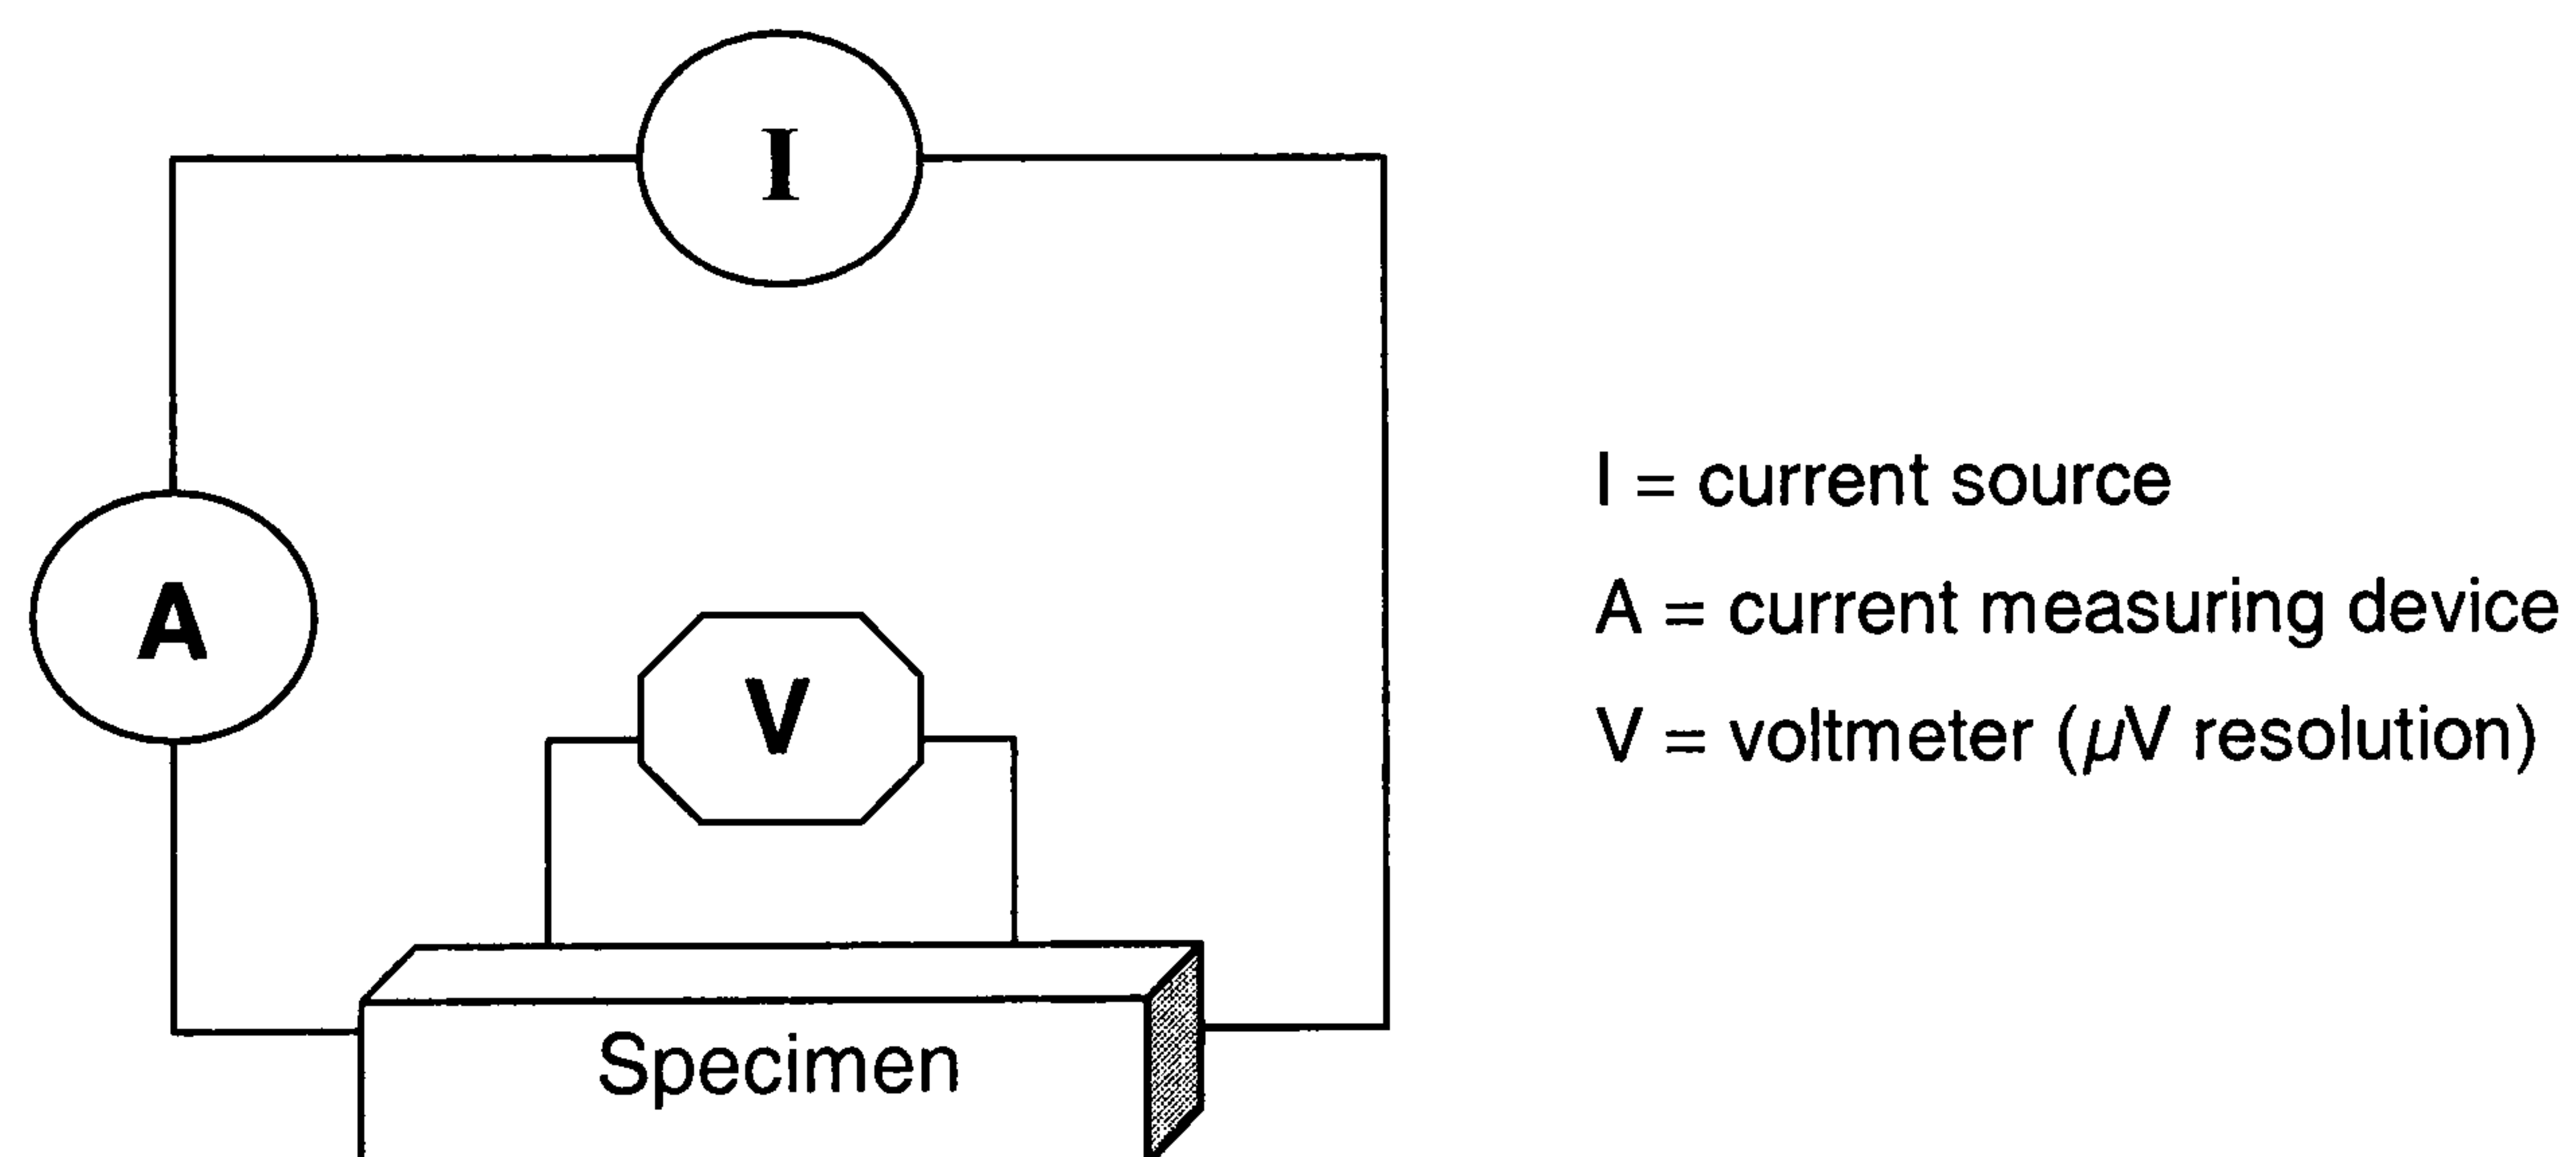 I
A
V
I = current source
A = current measuring device
V = voltmeter (µV resolution)
Specimen